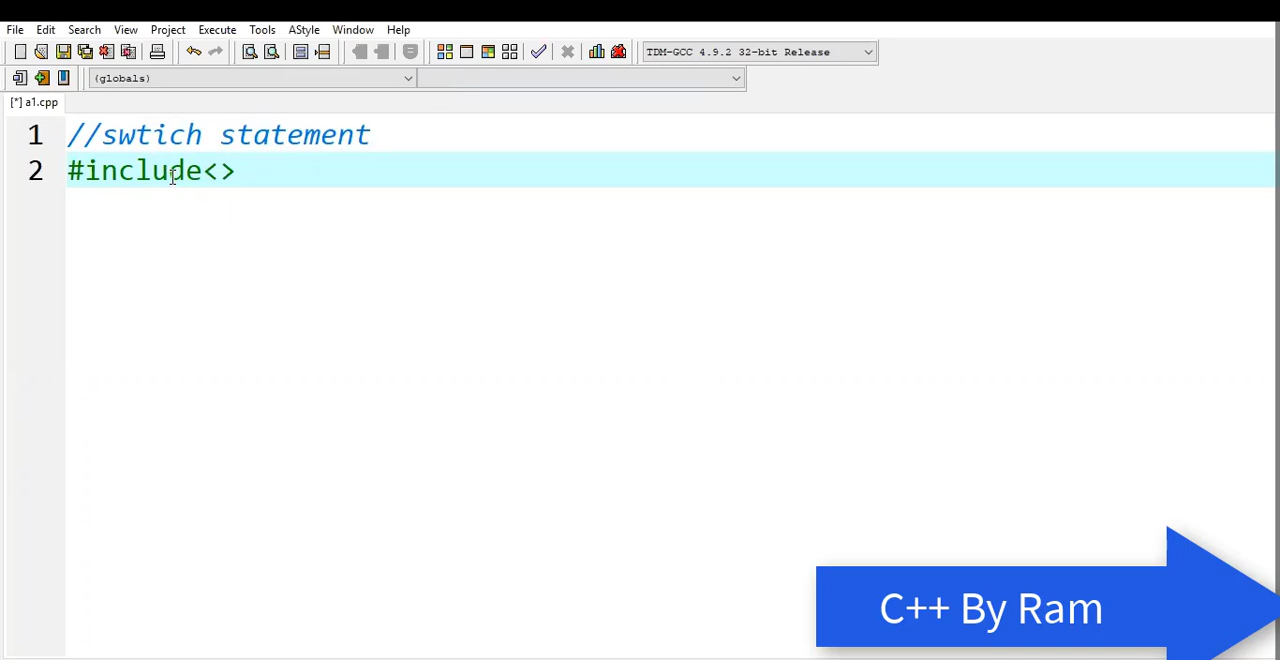 File Edit Search View Project Execute Tools AStyle Window Help
TDM-GCC 4.9.2 32-bit Release
(globals)
[*] a1.cpp
1 //swtich statement
2 #include<>
C++ By Ram